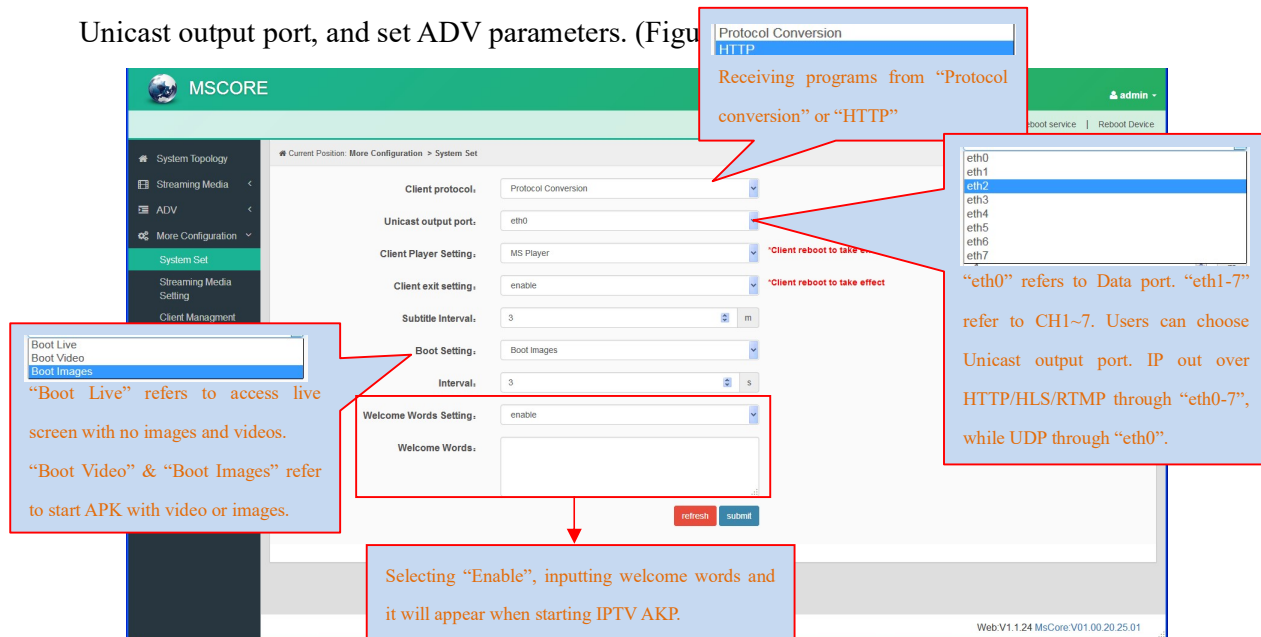 Unicast output port, and set ADV parameters. (Figu
Protocol Conversion
HTTP
Receiving programs from “Protocol
conversion” or “HTTP”
MSCORE
admin
eboot service | Reboot Device
System Topology
Streaming Media
ADV
More Configuration
System Set
Streaming Media
Setting
Client Managment
Current Position: More Configuration > System Set
Client protocol:
Protocol Conversion
Unicast output port:
eth0
Client Player Setting:
MS Player
*Client reboot to take
Client exit setting:
enable
*Client reboot to take effect
Subtitle Interval:
3
m
Boot Setting:
Boot Images
Interval:
3
s
Welcome Words Setting:
enable
Welcome Words:
refresh submit
eth0
eth1
eth2
eth3
eth4
eth5
eth6
eth7
“eth0” refers to Data port. “eth1-7”
refer to CH1~7. Users can choose
Unicast output port. IP out over
HTTP/HLS/RTMP through “eth0-7”,
while UDP through “eth0”.
Boot Live
Boot Video
Boot Images
“Boot Live” refers to access live
screen with no images and videos.
“Boot Video” & “Boot Images” refer
to start APK with video or images.
Selecting “Enable”, inputting welcome words and
it will appear when starting IPTV AKP.
Web:V1.1.24 MsCore:V01.00.20.25.01